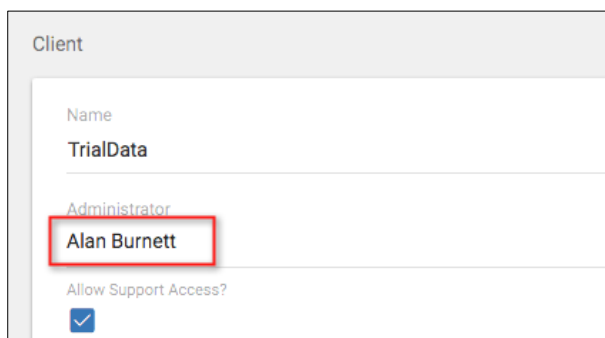 Client
Name
TrialData
Administrator
Alan Burnett
Allow Support Access?